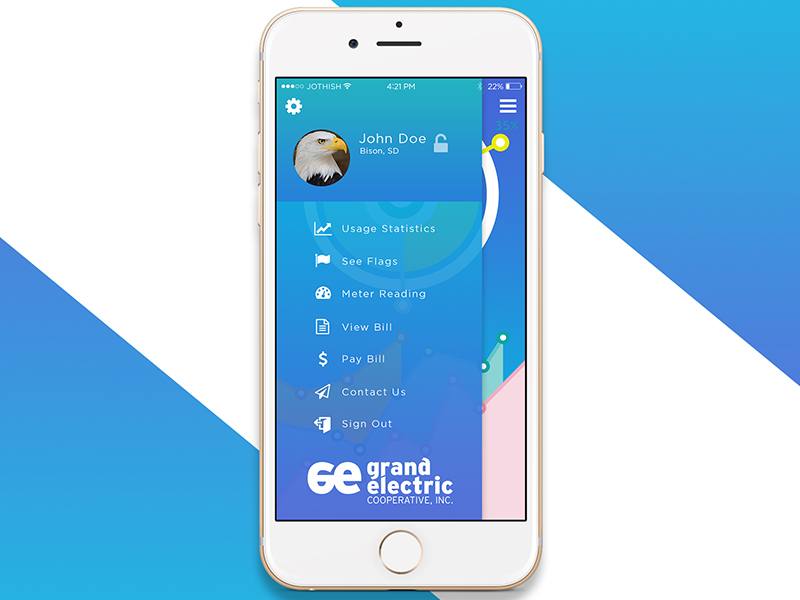 JOTHISH 4:21 PM 22%
35%
John Doe
Bison, SD
Usage Statistics
See Flags
Meter Reading
View Bill
Pay Bill
Contact Us
Sign Out
Ge grand electric
COOPERATIVE, INC.